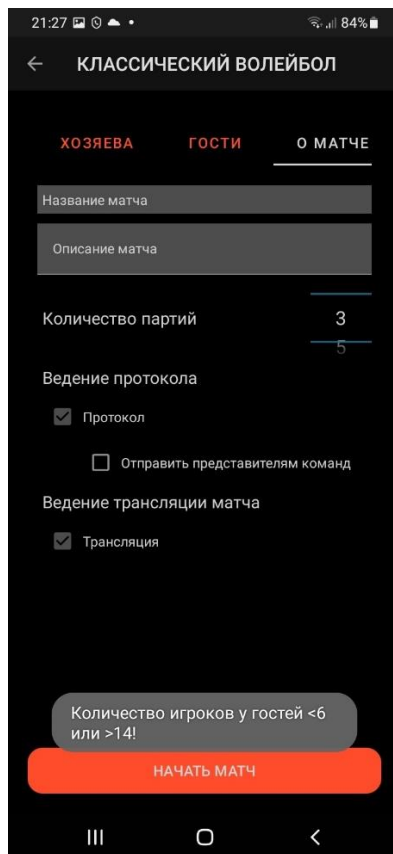 21:27 84%
КЛАССИЧЕСКИЙ ВОЛЕЙБОЛ
ХОЗЯЕВА ГОСТИ О МАТЧЕ
Название матча
Описание матча
Количество партий 3
5
Ведение протокола
Протокол
Отправить представителям команд
Ведение трансляции матча
Трансляция
Количество игроков у гостей <6
или >14!
НАЧАТЬ МАТЧ